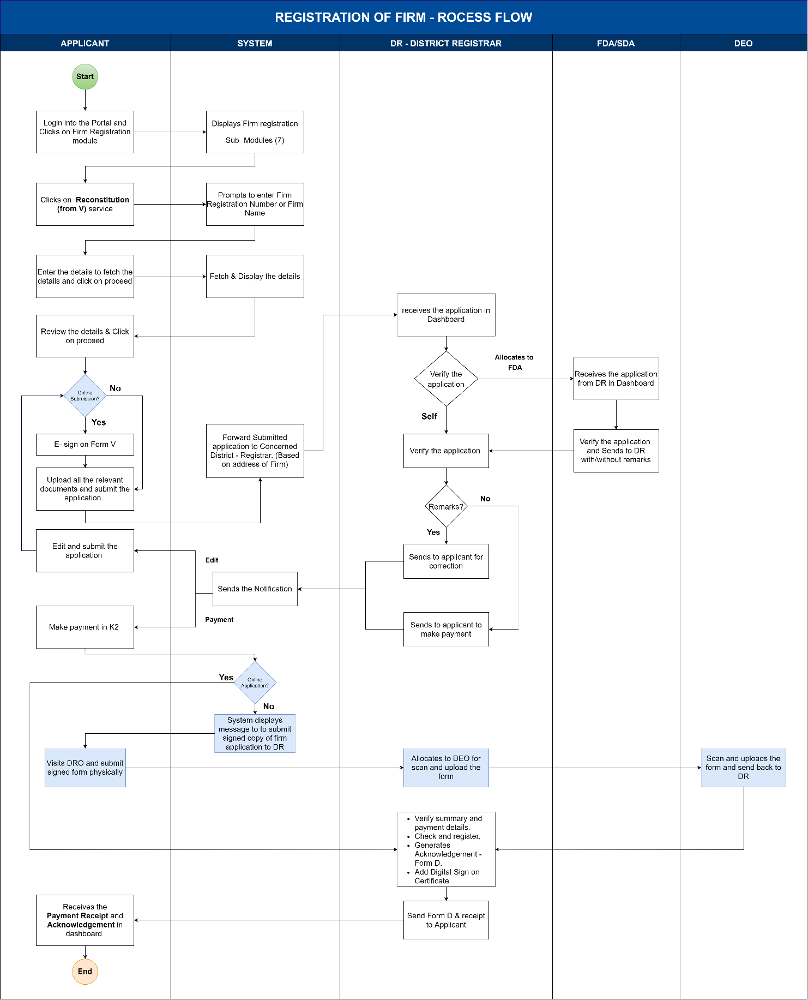 REGISTRATION OF FIRM - ROCESS FLOW
APPLICANT
SYSTEM
DR - DISTRICT REGISTRAR
FDA/SDA
DEO
Start
Login into the Portal and
Clicks on Firm Registration
module
Displays Firm registration
Sub- Modules (7)
Clicks on Reconstitution
(from V) service
Prompts to enter Firm
Registration Number or Firm
Name
Enter the details to fetch the
details and click on proceed
Fetch & Display the details
receives the application in
Dashboard
Review the details & Click
on proceed
Allocates to
FDA
Verify the
application
Receives the application
from DR in Dashboard
Online
Submission?
No
Yes
Self
E- sign on Form V
Forward Submitted
application to Concerned
District - Registrar. (Based
on address of Firm)
Verify the application
Verify the application
and Sends to DR
with/without remarks
Upload all the relevant
documents and submit the
application.
Remarks?
No
Yes
Edit and submit the
application
Edit
Sends to applicant for
correction
Sends the Notification
Payment
Make payment in K2
Sends to applicant to
make payment
Yes
Online
Application?
No
System displays
message to to submit
signed copy of firm
application to DR
Visits DRO and submit
signed form physically
Allocates to DEO for
scan and upload the
form
Scan and uploads the
form and send back to
DR
• Verify summary and
payment details.
• Check and register.
• Generates
Acknowledgement -
Form D.
• Add Digital Sign on
Certificate
Receives the
Payment Receipt and
Acknowledgement in
dashboard
Send Form D & receipt
to Applicant
End